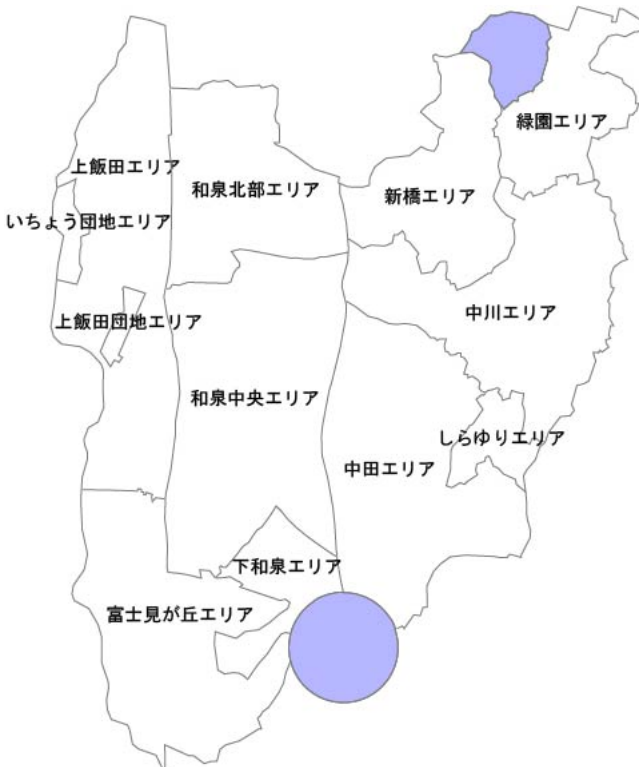 緑園エリア
上飯田エリア
和泉北部エリア
新橋エリア
いちょう団地エリア
中川エリア
上飯田団地エリア
和泉中央エリア
しらゆりエリア
中田エリア
下和泉エリア
富士見が丘エリア